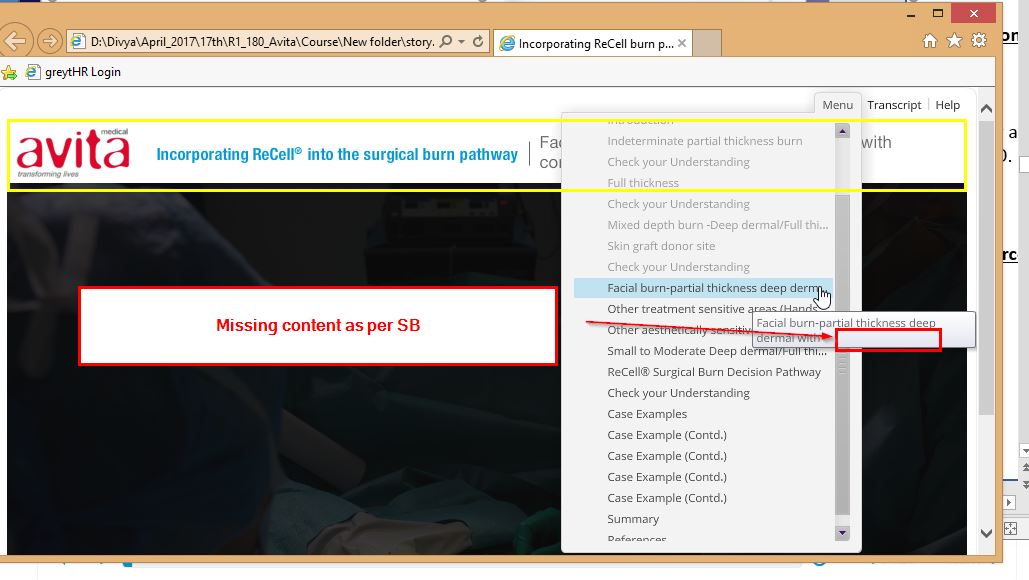 on
D:\Divya\April_2017\17th\R1_180_Avita\Course\New folder\story.
Incorporating ReCell burn p...
greytHR Login
Menu
Transcript
Help
avita
medical
transforming lives
Incorporating ReCell® into the surgical burn pathway
Fac
with
con
Introduction
Indeterminate partial thickness burn
Check your Understanding
Full thickness
Check your Understanding
Mixed depth burn -Deep dermal/Full thi...
Skin graft donor site
Check your Understanding
Facial burn-partial thickness deep derm
Other treatment sensitive areas (Hands
Other aesthetically sensitiv
Small to Moderate Deep dermal/Full thi...
ReCell® Surgical Burn Decision Pathway
Check your Understanding
Case Examples
Case Example (Contd.)
Case Example (Contd.)
Case Example (Contd.)
Case Example (Contd.)
Summary
References
Facial burn-partial thickness deep
dermal with
Missing content as per SB